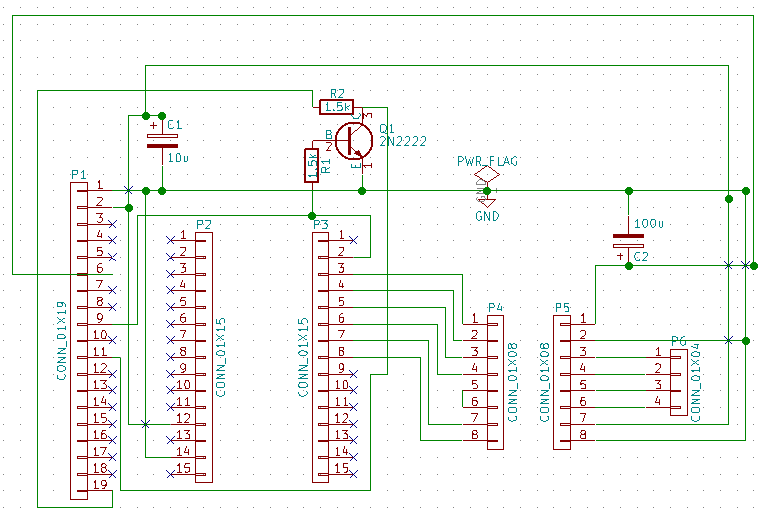 R2
1.5k
C
3
Q1
2N2222
B
2
1.5k
R1
E
1
+
C1
10u
PWR_FLAG
GND
1
GND
100u
+
C2
P1
1
2
3
4
5
6
7
8
9
10
11
12
13
14
15
16
17
18
19
CONN_01X19
P2
1
2
3
4
5
6
7
8
9
10
11
12
13
14
15
CONN_01X15
P3
1
2
3
4
5
6
7
8
9
10
11
12
13
14
15
CONN_01X15
P4
1
2
3
4
5
6
7
8
CONN_01X08
P5
1
2
3
4
5
6
7
8
CONN_01X08
P6
1
2
3
4
CONN_01X04